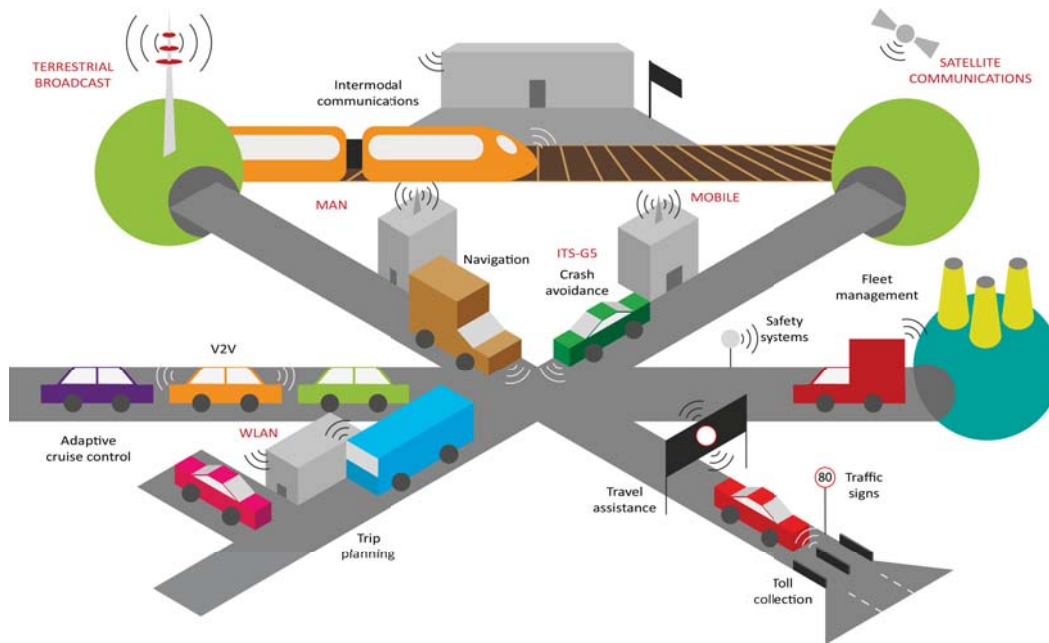 TERRESTRIAL
BROADCAST
SATELLITE
COMMUNICATIONS
Intermodal
communications
MAN
MOBILE
Navigation
ITS-G5
Crash
avoidance
Fleet
management
Safety
systems
V2V
Adaptive
cruise control
WLAN
Trip
planning
Travel
assistance
80
Traffic
signs
Toll
collection